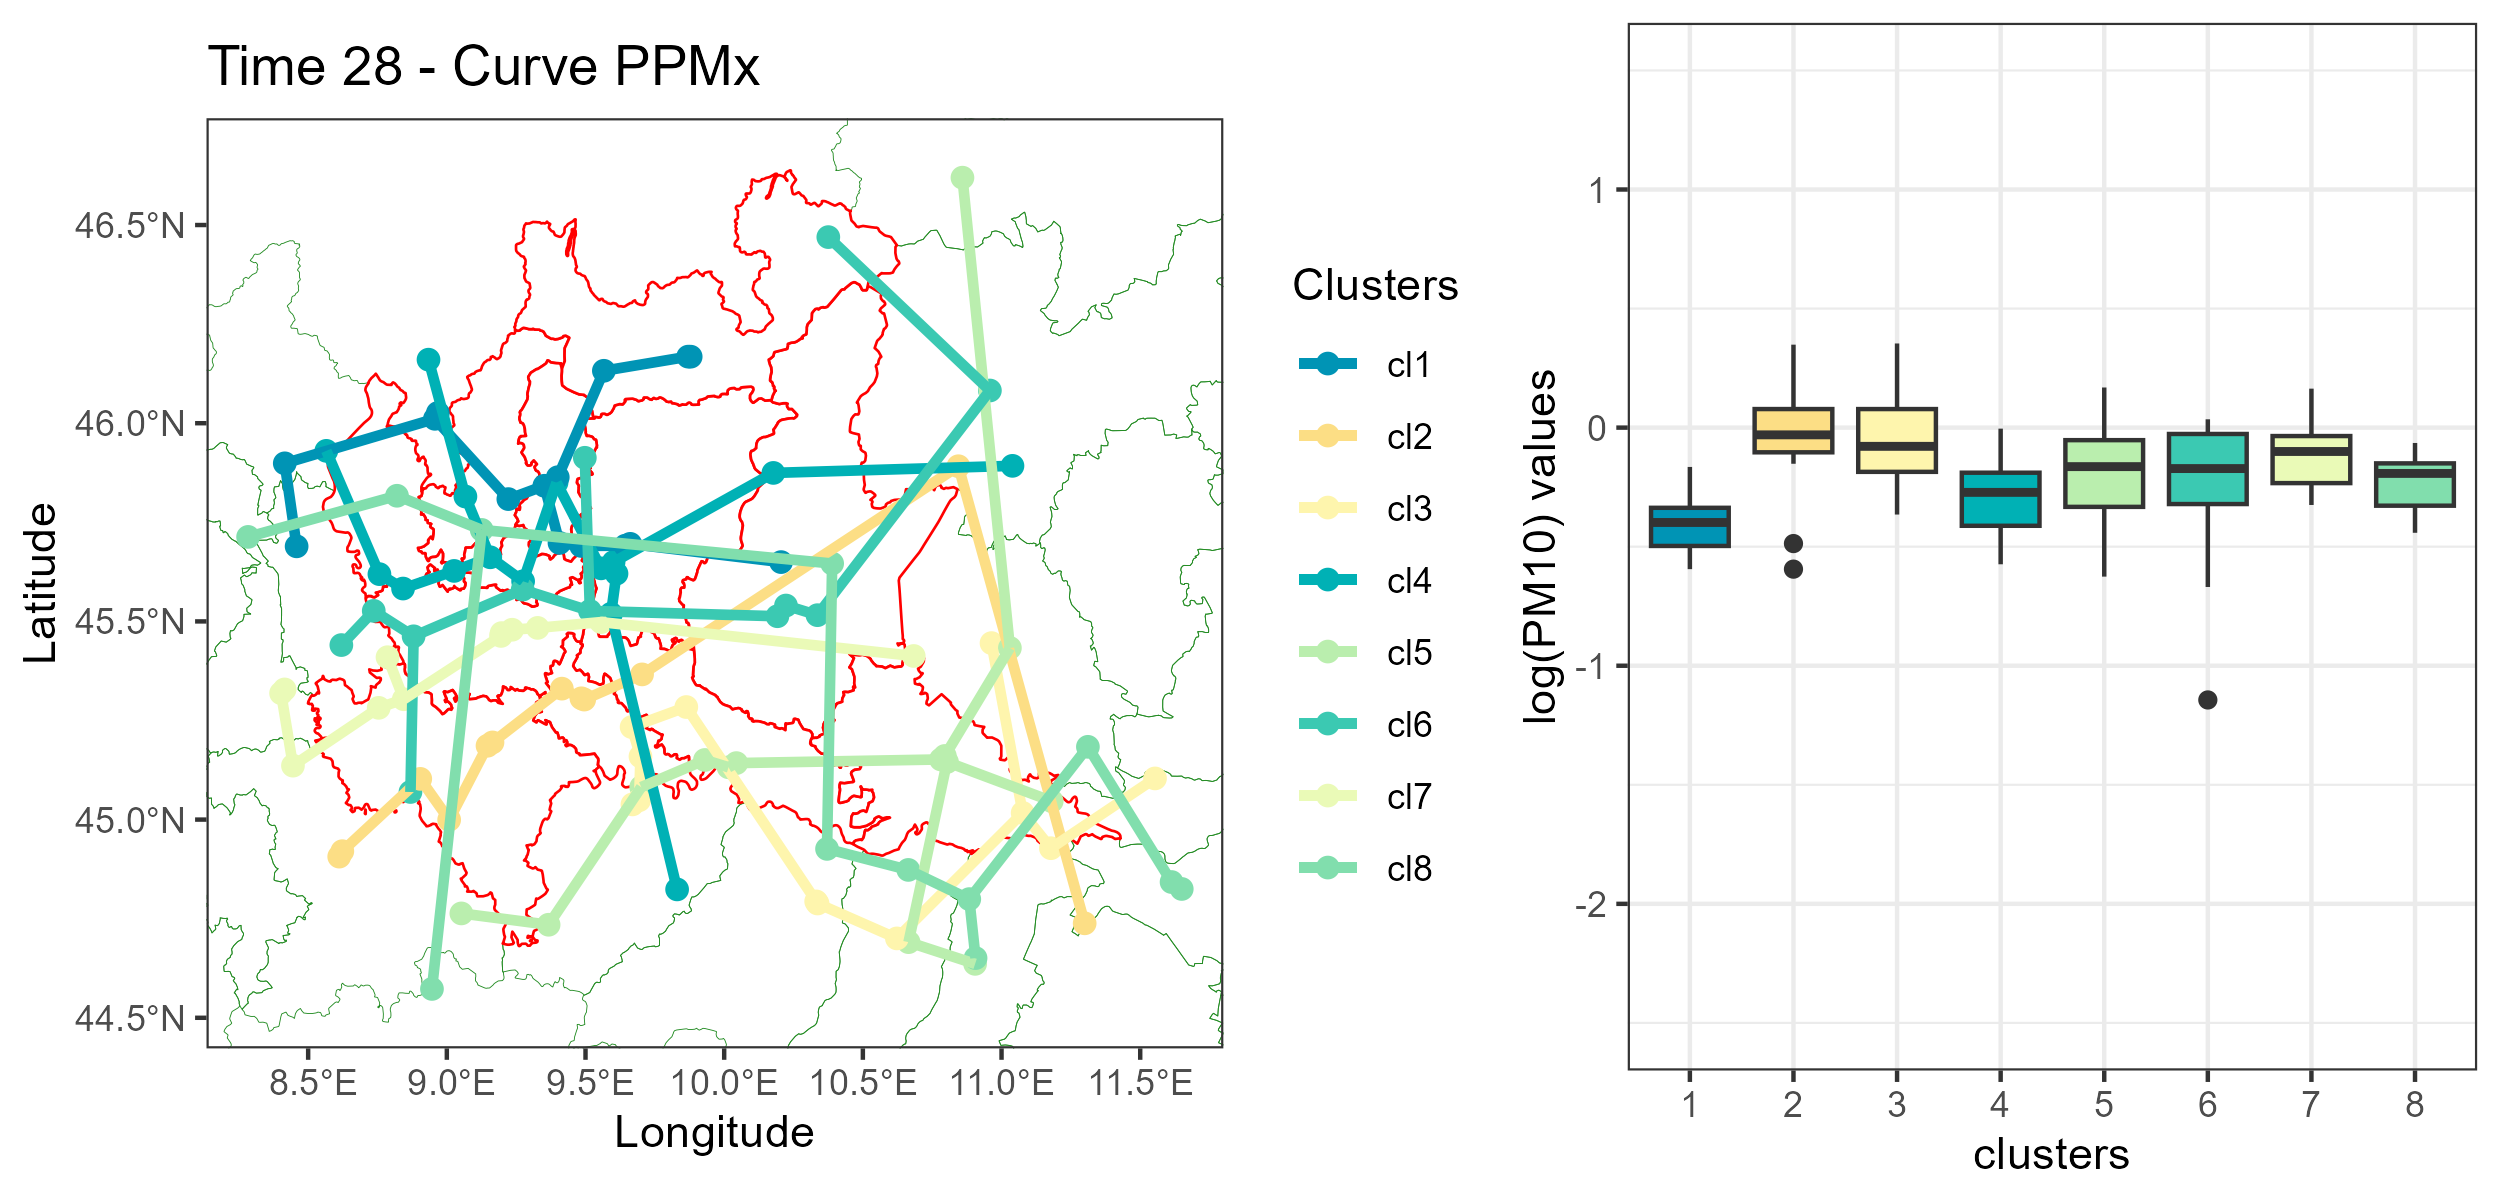 Time 28 - Curve PPMx
Latitude
46.5°N
46.0°N
45.5°N
45.0°N
44.5°N
8.5°E 9.0°E 9.5°E 10.0°E 10.5°E 11.0°E 11.5°E
Longitude
Clusters
cl1
cl2
cl3
cl4
cl5
cl6
cl7
cl8
log(PM10) values
1
0
-1
-2
1 2 3 4 5 6 7 8
clusters